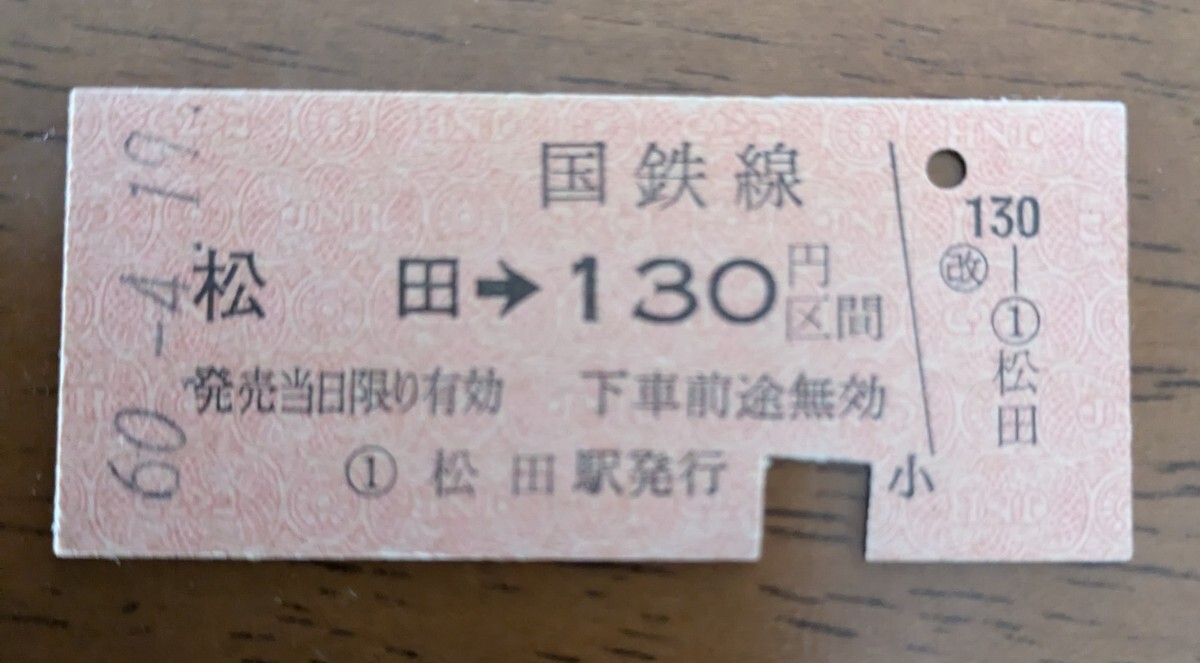 国鉄線
松田➔130円区間
発売当日限り有効 下車前途無効
① 松田駅発行
小
60.-4.19.
130
㊢改
―①松田